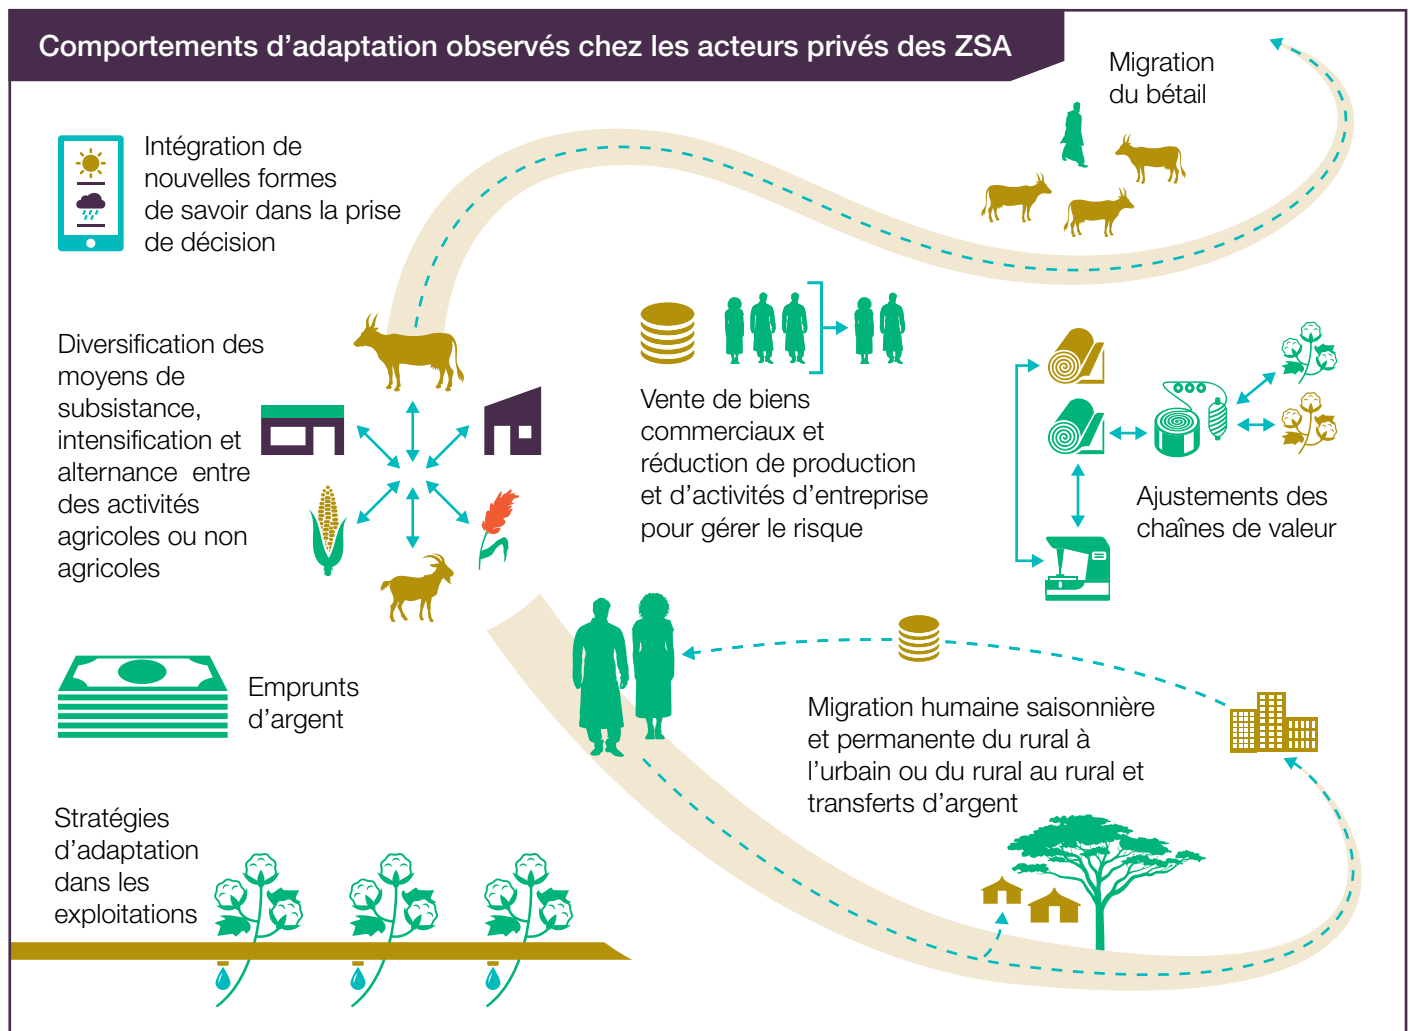 Comportements d’adaptation observés chez les acteurs privés des ZSA
Migration
du bétail
Intégration de
nouvelles formes
de savoir dans la prise
de décision
Diversification des
moyens de
subsistance,
intensification et
alternance entre
des activités
agricoles ou non
agricoles
Vente de biens
commerciaux et
réduction de production
et d’activités d’entreprise
pour gérer le risque
Ajustements des
chaînes de valeur
Emprunts
d’argent
Migration humaine saisonnière
et permanente du rural à
l’urbain ou du rural au rural et
transferts d’argent
Stratégies
d’adaptation
dans les
exploitations